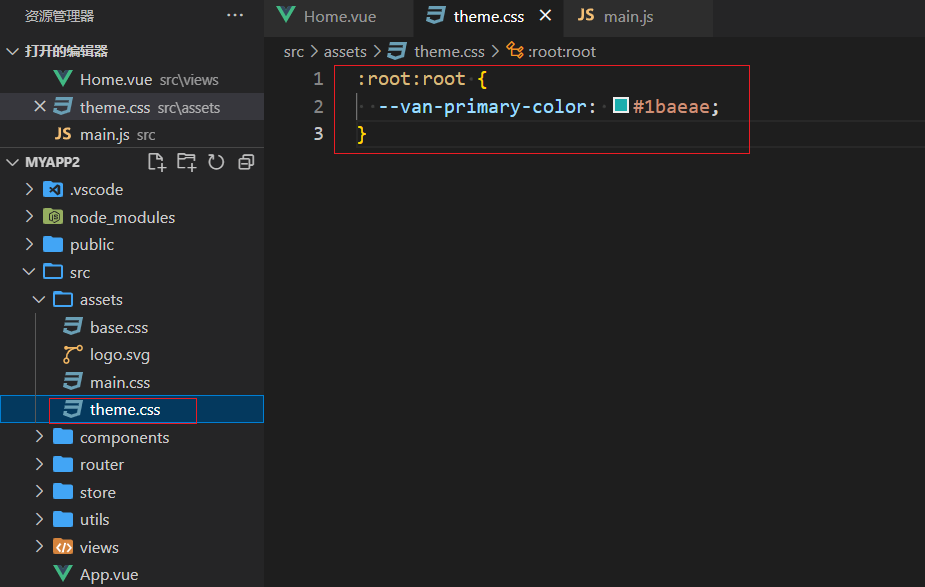 资源管理器 ...
打开的编辑器
Home.vue src\views
theme.css src\assets
JS main.js src
MYAPP2
.vscode
node_modules
public
src
assets
base.css
logo.svg
main.css
theme.css
components
router
store
utils
views
App.vue
Home.vue theme.css JS main.js
src > assets > theme.css > :root:root
1 :root:root {
2 --van-primary-color: #1baeae;
3 }